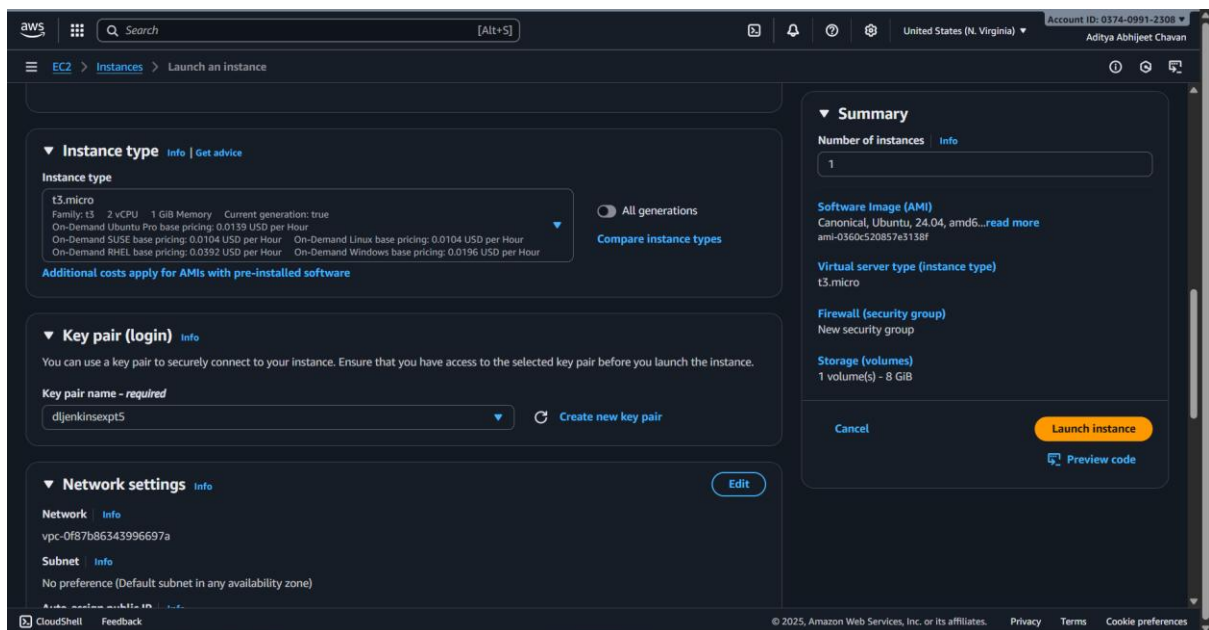 aws
Search [Alt+S]
United States (N. Virginia)
Account ID: 0374-0991-2308
Aditya Abhijeet Chavan
EC2 > Instances > Launch an instance
Instance type Info | Get advice
Instance type
t3.micro
Family: t3 2 vCPU 1 GiB Memory Current generation: true
On-Demand Ubuntu Pro base pricing: 0.0139 USD per Hour
On-Demand SUSE base pricing: 0.0104 USD per Hour On-Demand Linux base pricing: 0.0104 USD per Hour
On-Demand RHEL base pricing: 0.0392 USD per Hour On-Demand Windows base pricing: 0.0196 USD per Hour
All generations
Compare instance types
Additional costs apply for AMIs with pre-installed software
Key pair (login) Info
You can use a key pair to securely connect to your instance. Ensure that you have access to the selected key pair before you launch the instance.
Key pair name - required
dljenkinsexpt5
Create new key pair
Network settings Info
Edit
Network Info
vpc-0f87b86343996697a
Subnet Info
No preference (Default subnet in any availability zone)
Auto-assign public IP Info
Summary
Number of instances Info
1
Software Image (AMI)
Canonical, Ubuntu, 24.04, amd6...read more
ami-0360c520857e3138f
Virtual server type (instance type)
t3.micro
Firewall (security group)
New security group
Storage (volumes)
1 volume(s) - 8 GiB
Cancel
Launch instance
Preview code
CloudShell Feedback
© 2025, Amazon Web Services, Inc. or its affiliates. Privacy Terms Cookie preferences